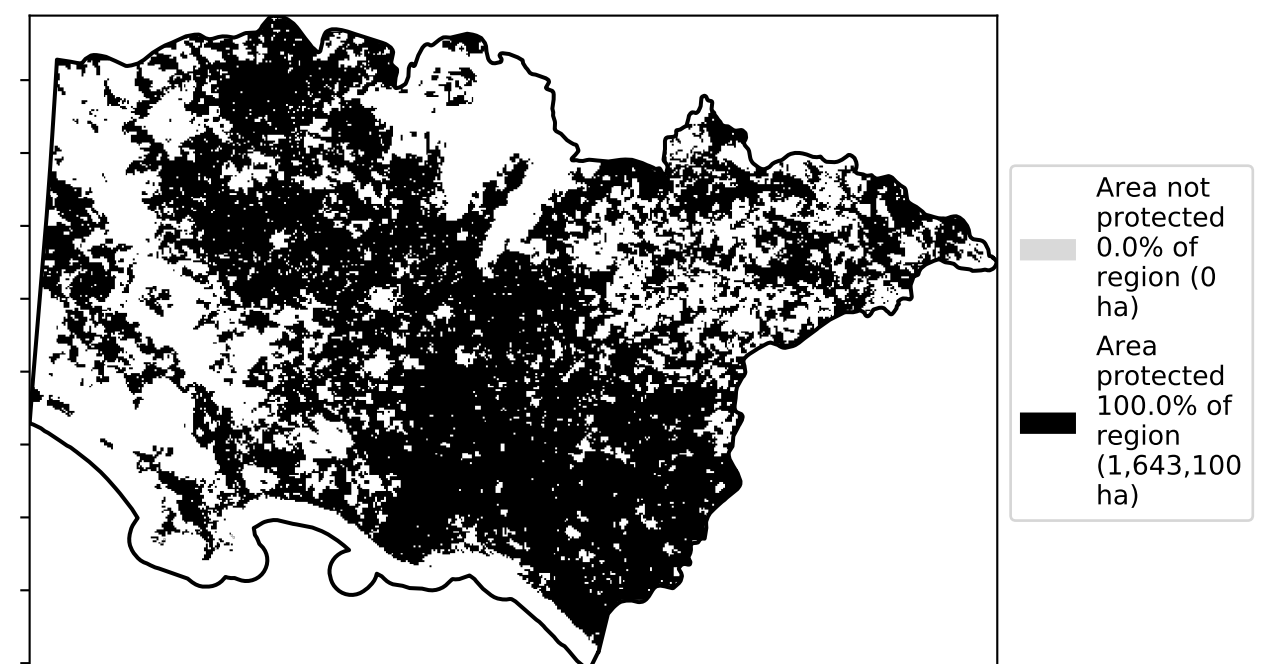 Area not
protected
0.0% of
region (0
ha)
Area
protected
100.0% of
region
(1,643,100
ha)